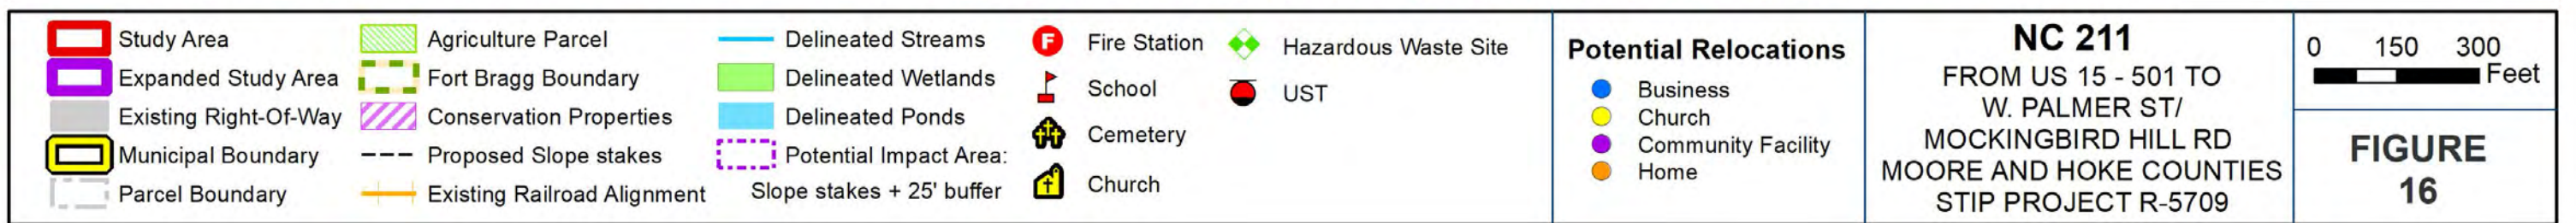 Study Area
Expanded Study Area
Existing Right-Of-Way
Municipal Boundary
Parcel Boundary
Agriculture Parcel
Fort Bragg Boundary
Conservation Properties
Proposed Slope stakes
Existing Railroad Alignment
Delineated Streams
Delineated Wetlands
Delineated Ponds
Potential Impact Area:
Slope stakes + 25' buffer
F
Fire Station
School
Cemetery
Church
Hazardous Waste Site
UST
Potential Relocations
Business
Church
Community Facility
Home
NC 211
FROM US 15 - 501 TO
W. PALMER ST/
MOCKINGBIRD HILL RD
MOORE AND HOKE COUNTIES
STIP PROJECT R-5709
0 150 300
Feet
FIGURE
16